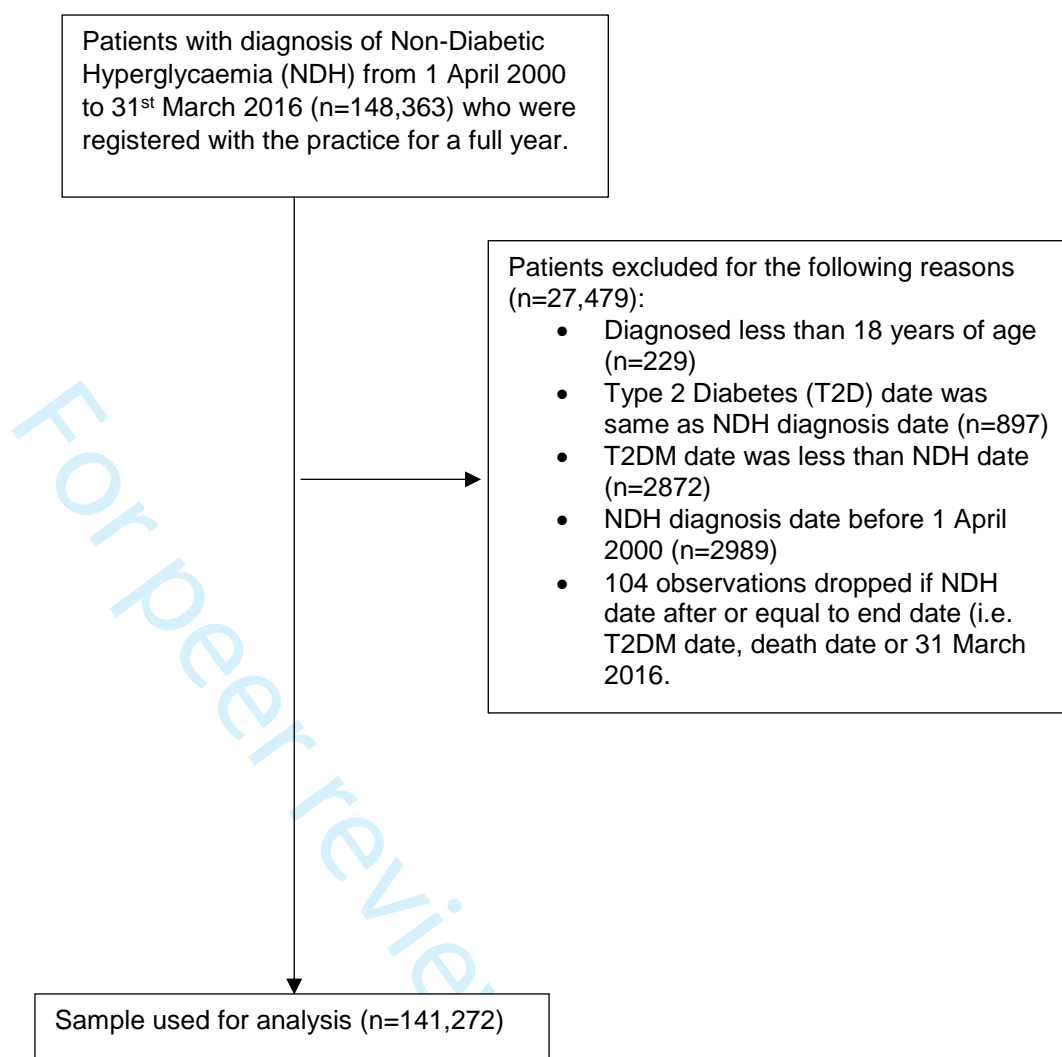 Patients with diagnosis of Non-Diabetic
Hyperglycaemia (NDH) from 1 April 2000
to 31st March 2016 (n=148,363) who were
registered with the practice for a full year.
Patients excluded for the following reasons
(n=27,479):
• Diagnosed less than 18 years of age
(n=229)
• Type 2 Diabetes (T2D) date was
same as NDH diagnosis date (n=897)
• T2DM date was less than NDH date
(n=2872)
• NDH diagnosis date before 1 April
2000 (n=2989)
• 104 observations dropped if NDH
date after or equal to end date (i.e.
T2DM date, death date or 31 March
2016.
For peer review
Sample used for analysis (n=141,272)